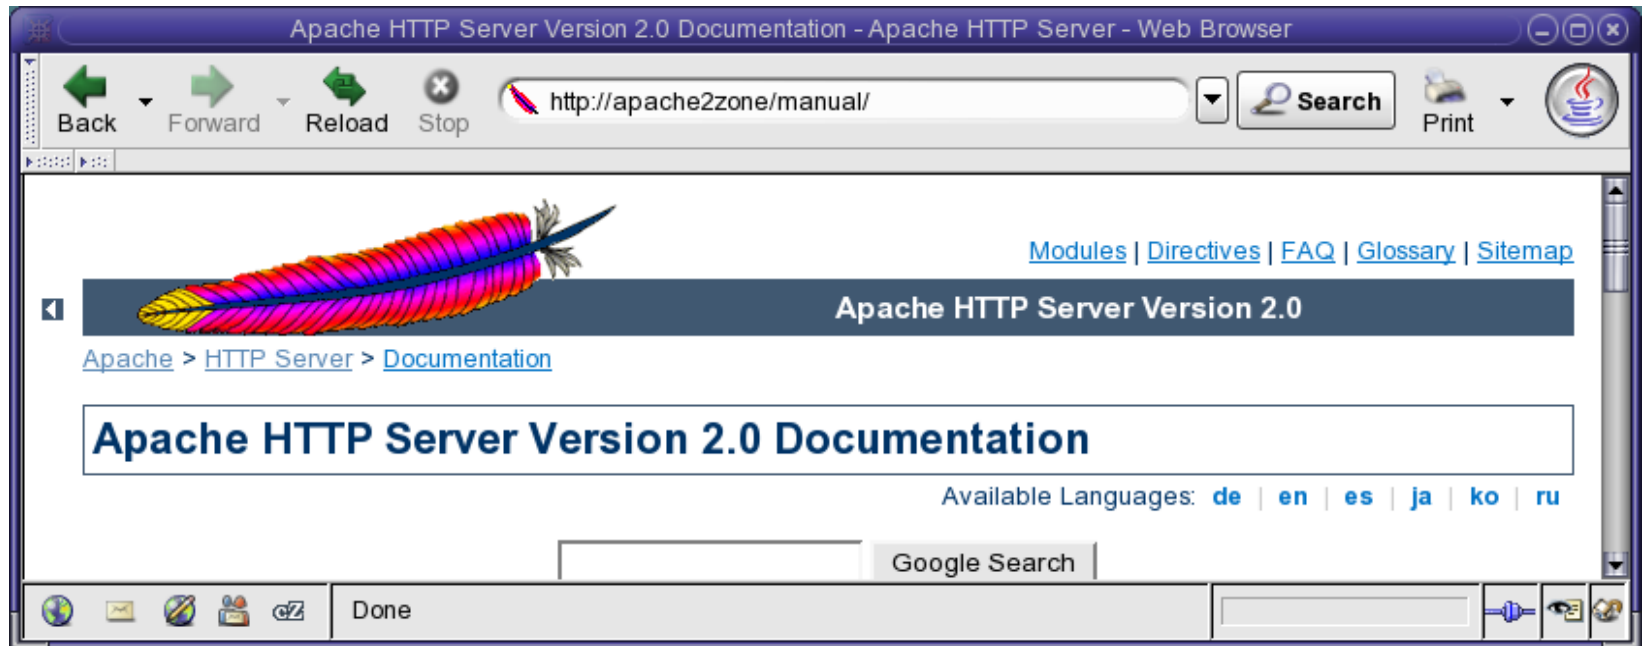 Apache HTTP Server Version 2.0 Documentation - Apache HTTP Server - Web Browser
Back Forward Reload Stop http://apache2zone/manual/ Search Print
Modules | Directives | FAQ | Glossary | Sitemap
Apache HTTP Server Version 2.0
Apache > HTTP Server > Documentation
Apache HTTP Server Version 2.0 Documentation
Available Languages: de | en | es | ja | ko | ru
Google Search
cZ Done